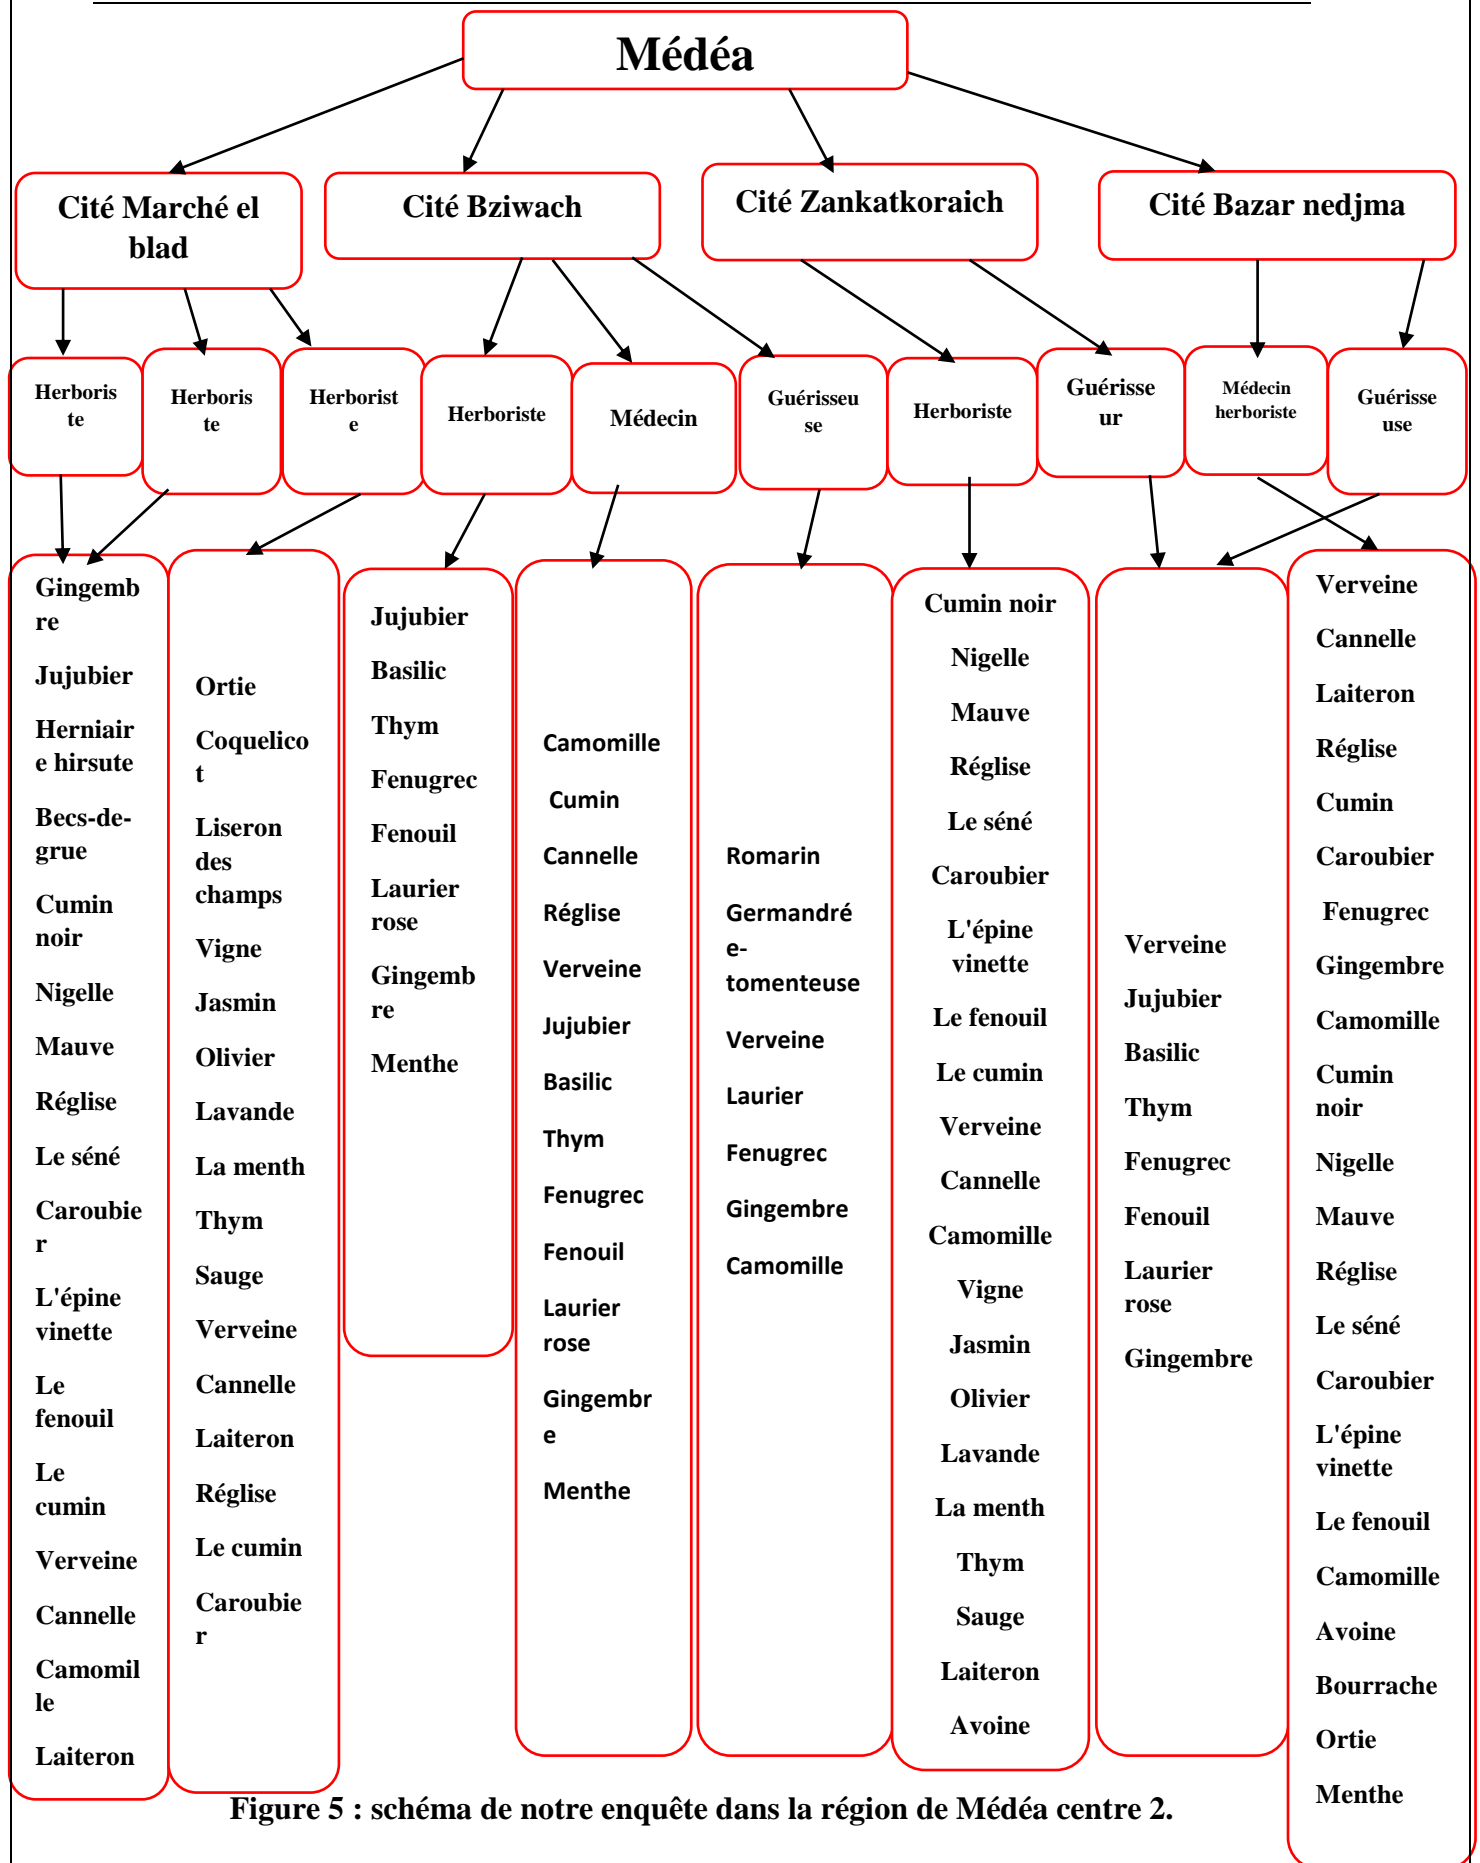 Médéa
Cité Marché el
blad
Cité Bziwach
Cité Zankatkoraich
Cité Bazar nedjma
Herboris
te
Herboris
te
Herborist
e
Herboriste
Médecin
Guérisseu
se
Herboriste
Guérisse
ur
Médecin
herboriste
Guérisse
use
Gingemb
re
Jujubier
Herniair
e hirsute
Becs-de-
grue
Cumin
noir
Nigelle
Mauve
Réglise
Le séné
Caroubie
r
L'épine
vinette
Le
fenouil
Le
cumin
Verveine
Cannelle
Camomil
le
Laiteron
Ortie
Coquelico
t
Liseron
des
champs
Vigne
Jasmin
Olivier
Lavande
La menth
Thym
Sauge
Verveine
Cannelle
Laiteron
Réglise
Le cumin
Caroubie
r
Jujubier
Basilic
Thym
Fenugrec
Fenouil
Laurier
rose
Gingemb
re
Menthe
Camomille
Cumin
Cannelle
Réglise
Verveine
Jujubier
Basilic
Thym
Fenugrec
Fenouil
Laurier
rose
Gingembr
e
Menthe
Romarin
Germandré
e-
tomenteuse
Verveine
Laurier
Fenugrec
Gingembre
Camomille
Cumin noir
Nigelle
Mauve
Réglise
Le séné
Caroubier
L'épine
vinette
Le fenouil
Le cumin
Verveine
Cannelle
Camomille
Vigne
Jasmin
Olivier
Lavande
La menth
Thym
Sauge
Laiteron
Avoine
Verveine
Jujubier
Basilic
Thym
Fenugrec
Fenouil
Laurier
rose
Gingembre
Verveine
Cannelle
Laiteron
Réglise
Cumin
Caroubier
Fenugrec
Gingembre
Camomille
Cumin
noir
Nigelle
Mauve
Réglise
Le séné
Caroubier
L'épine
vinette
Le fenouil
Camomille
Avoine
Bourrache
Ortie
Menthe
Figure 5 : schéma de notre enquête dans la région de Médéa centre 2.